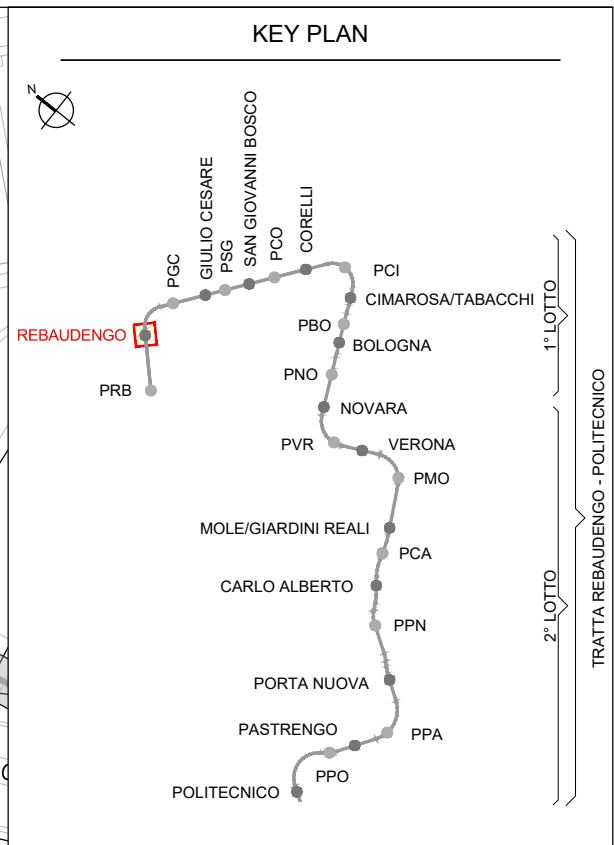 KEY PLAN
N
PGC
GIULIO CESARE
PSG
SAN GIOVANNI BOSCO
PCO
CORELLI
PCI
CIMAROSA/TABACCHI
REBAUDENGO
PBO
BOLOGNA
PRB
PNO
NOVARA
PVR
VERONA
PMO
MOLE/GIARDINI REALI
PCA
CARLO ALBERTO
PPN
PORTA NUOVA
PASTRENGO
PPA
PPO
POLITECNICO
1° LOTTO
2° LOTTO
TRATTA REBAUDENGO - POLITECNICO